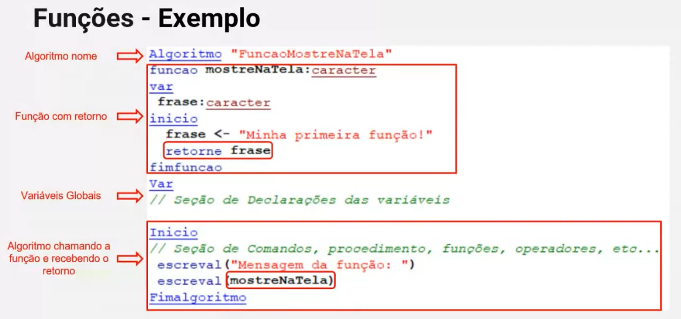 Funções - Exemplo
Algoritmo nome
Algoritmo "FuncaoMostreNaTela"
funcao mostreNaTela:caracter
var
frase:caracter
Função com retorno
inicio
frase <- "Minha primeira função!"
retorne frase
fimfuncao
Variáveis Globais
Var
// Seção de Declarações das variáveis
Algoritmo chamando a
função e recebendo o
retorno
Inicio
// Seção de Comandos, procedimento, funções, operadores, etc...
escreval("Mensagem da função: ")
escreval(mostreNaTela)
Fimalgoritmo